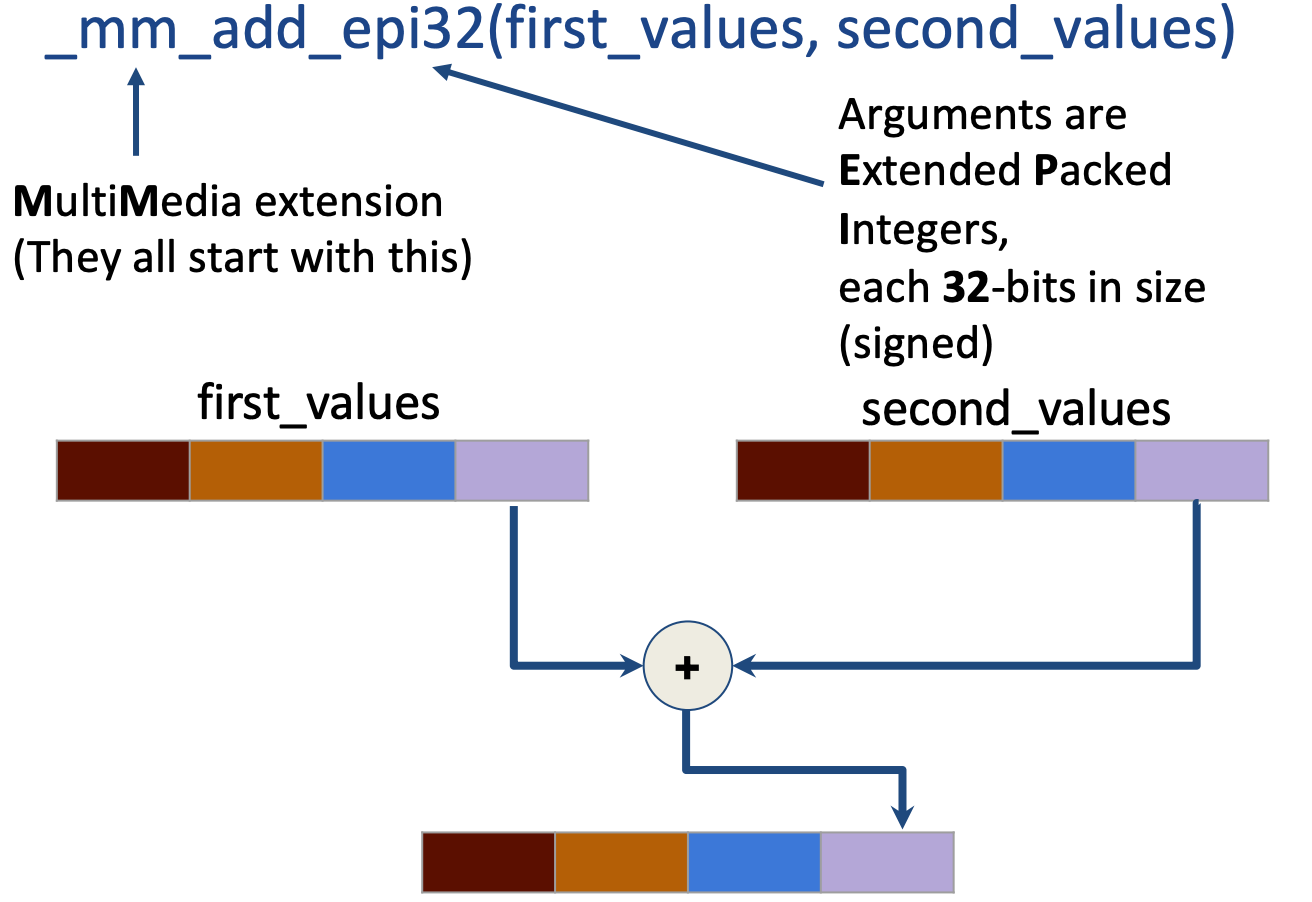 _mm_add_epi32(first_values, second_values)
MultiMedia extension
(They all start with this)
Arguments are
Extended Packed
Integers,
each 32-bits in size
(signed)
first_values
second_values
+